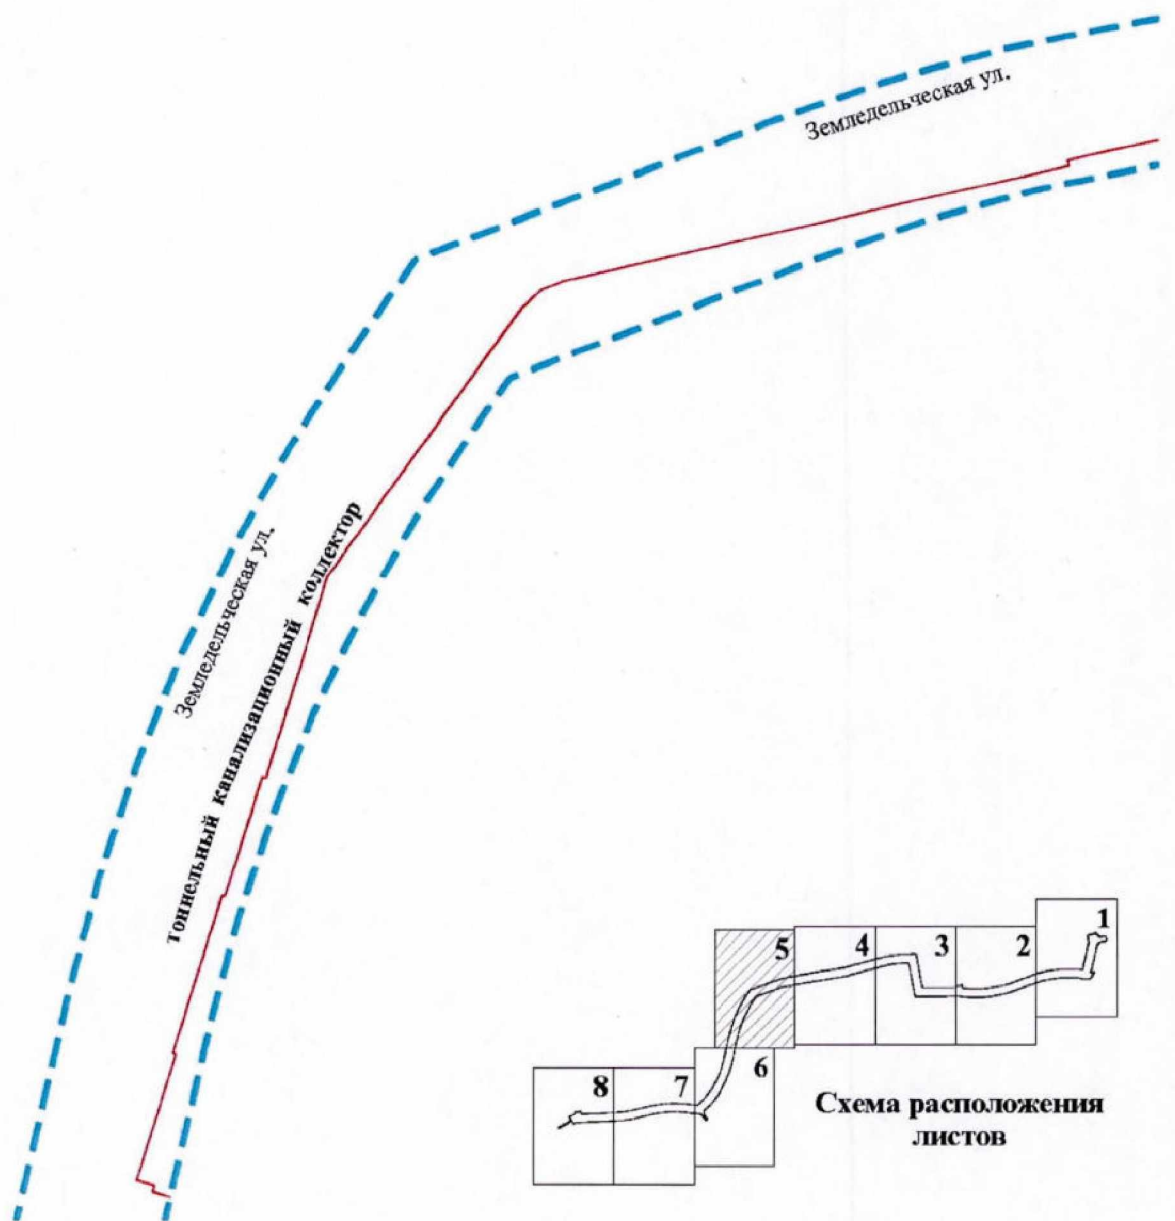 Земледельческая ул.
Земледельческая ул.
тоннельный канализационный коллектор
1
2
3
4
5
6
7
8
Схема расположения
листов